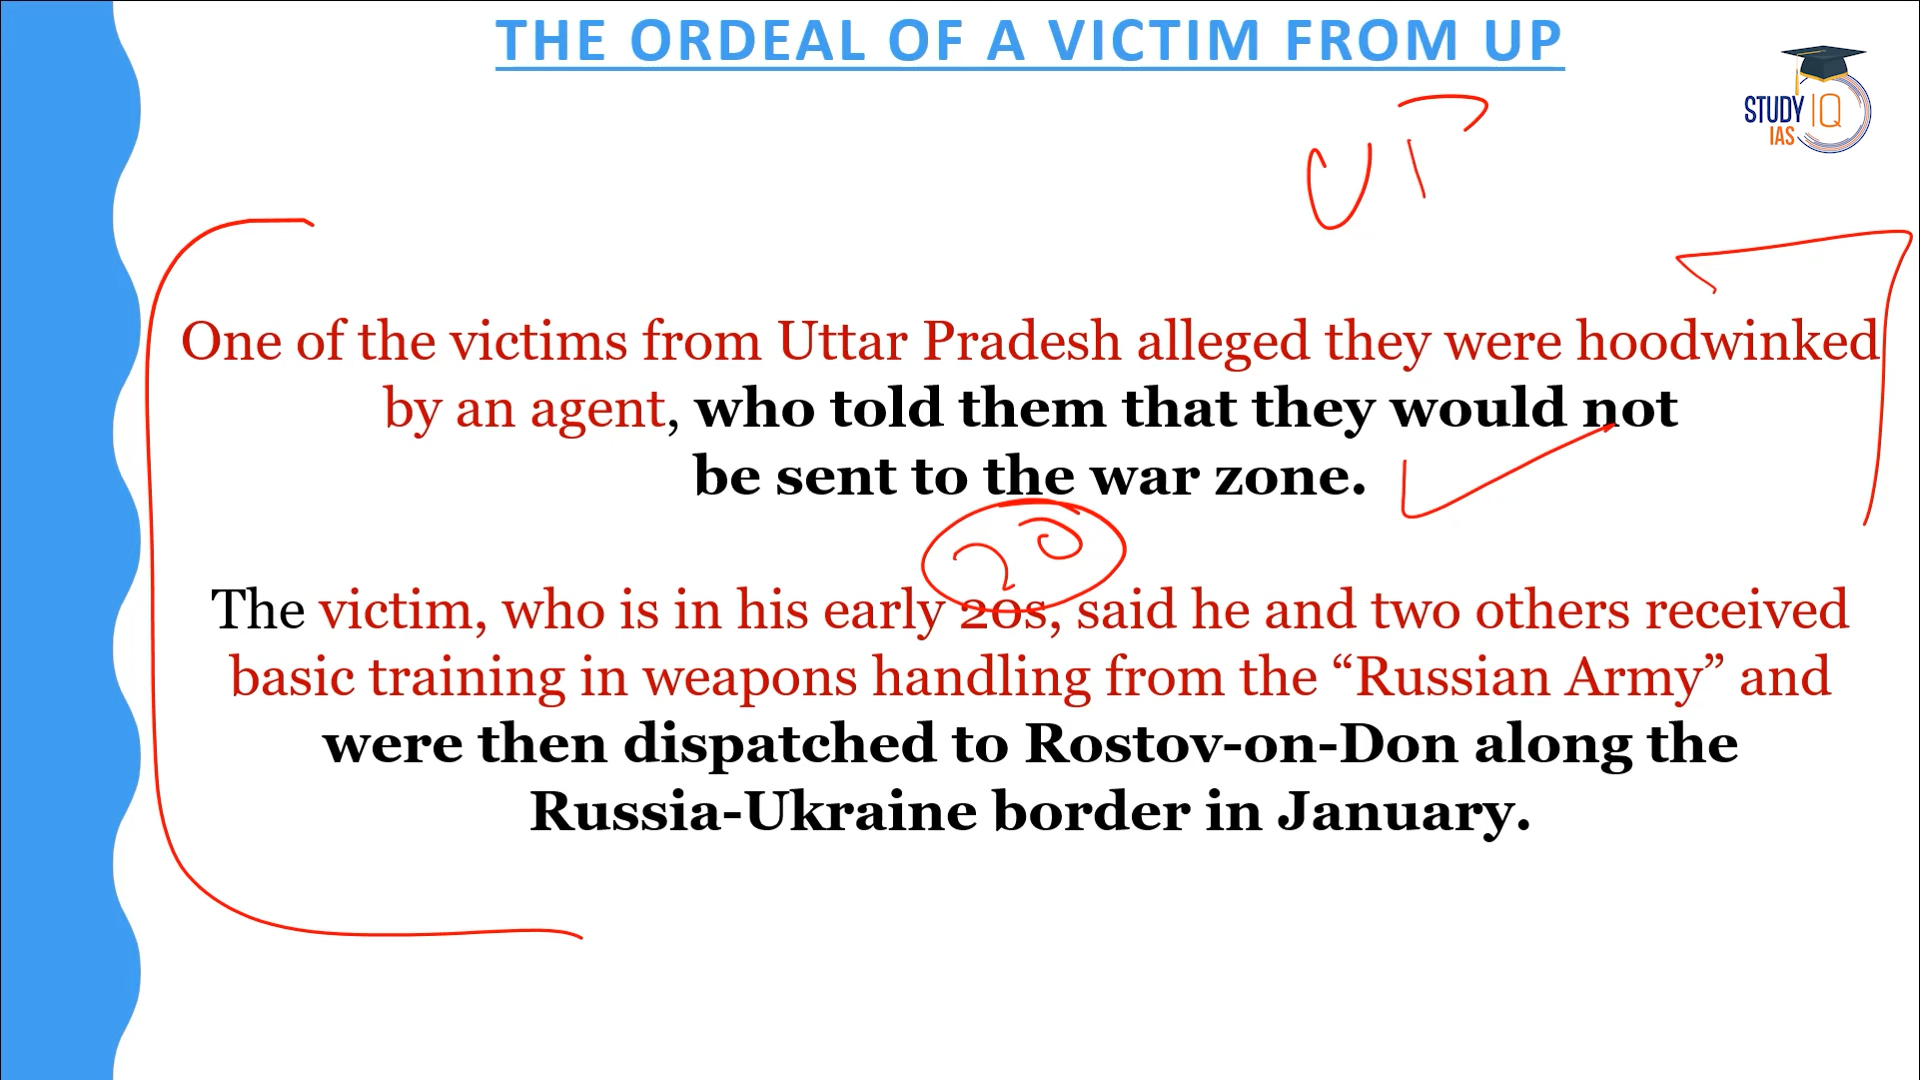 THE ORDEAL OF A VICTIM FROM UP
STUDY IQ
IAS
UP
One of the victims from Uttar Pradesh alleged they were hoodwinked
by an agent, who told them that they would not
be sent to the war zone.
20
The victim, who is in his early 20s, said he and two others received
basic training in weapons handling from the “Russian Army” and
were then dispatched to Rostov-on-Don along the
Russia-Ukraine border in January.